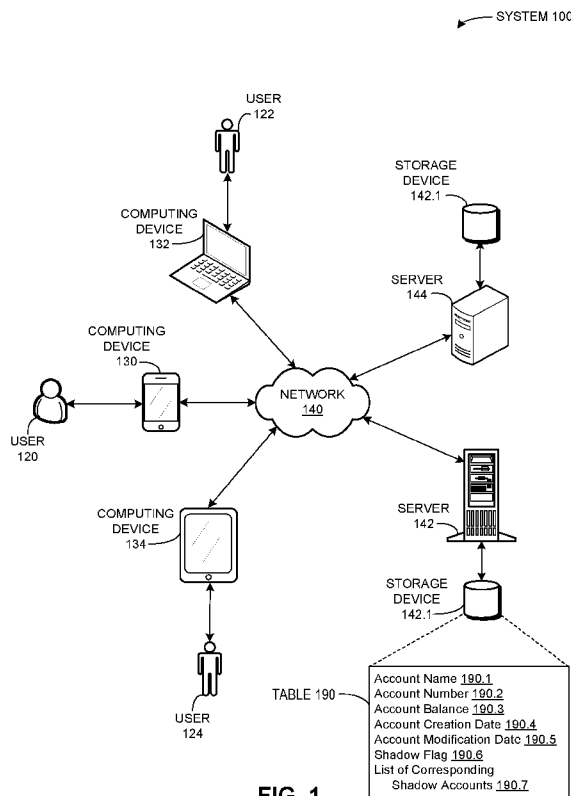 SYSTEM 100
USER
122
STORAGE
DEVICE
142.1
COMPUTING
DEVICE
132
SERVER
144
COMPUTING
DEVICE
130
NETWORK
140
USER
120
COMPUTING
DEVICE
134
SERVER
142
STORAGE
DEVICE
142.1
USER
124
TABLE 190
Account Name 190.1
Account Number 190.2
Account Balance 190.3
Account Creation Date 190.4
Account Modification Date 190.5
Shadow Flag 190.6
List of Corresponding
Shadow Accounts 190.7
FIG. 1